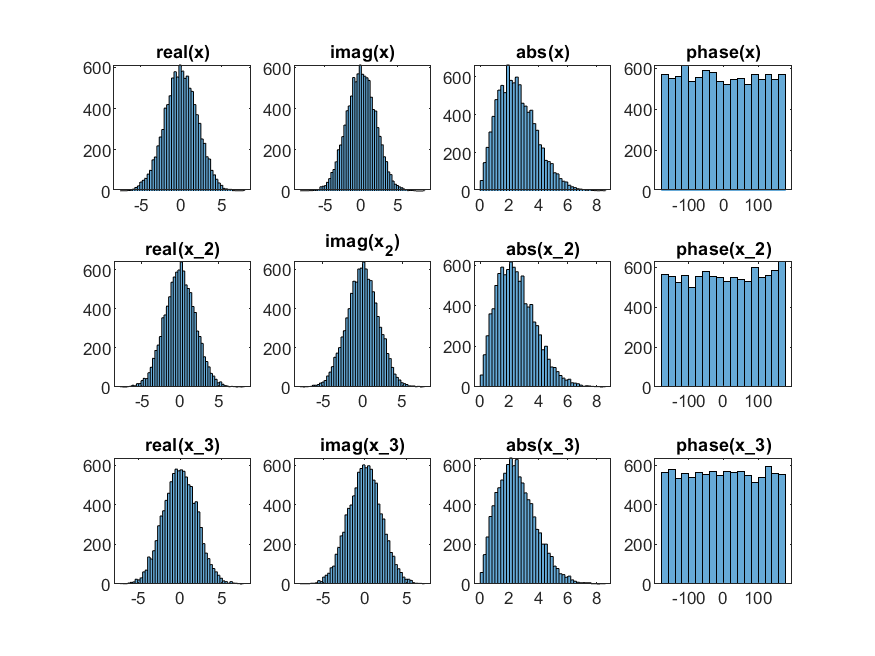 real(x) imag(x) abs(x) phase(x)
600 600 600 600
400 400 400 400
200 200 200 200
0 0 0 0
-5 0 5 -5 0 5 0 2 4 6 8 -100 0 100
real(x_2) imag(x₂) abs(x_2) phase(x_2)
600 600 600 600
400 400 400 400
200 200 200 200
0 0 0 0
-5 0 5 -5 0 5 0 2 4 6 8 -100 0 100
real(x_3) imag(x_3) abs(x_3) phase(x_3)
600 600 600 600
400 400 400 400
200 200 200 200
0 0 0 0
-5 0 5 -5 0 5 0 2 4 6 8 -100 0 100